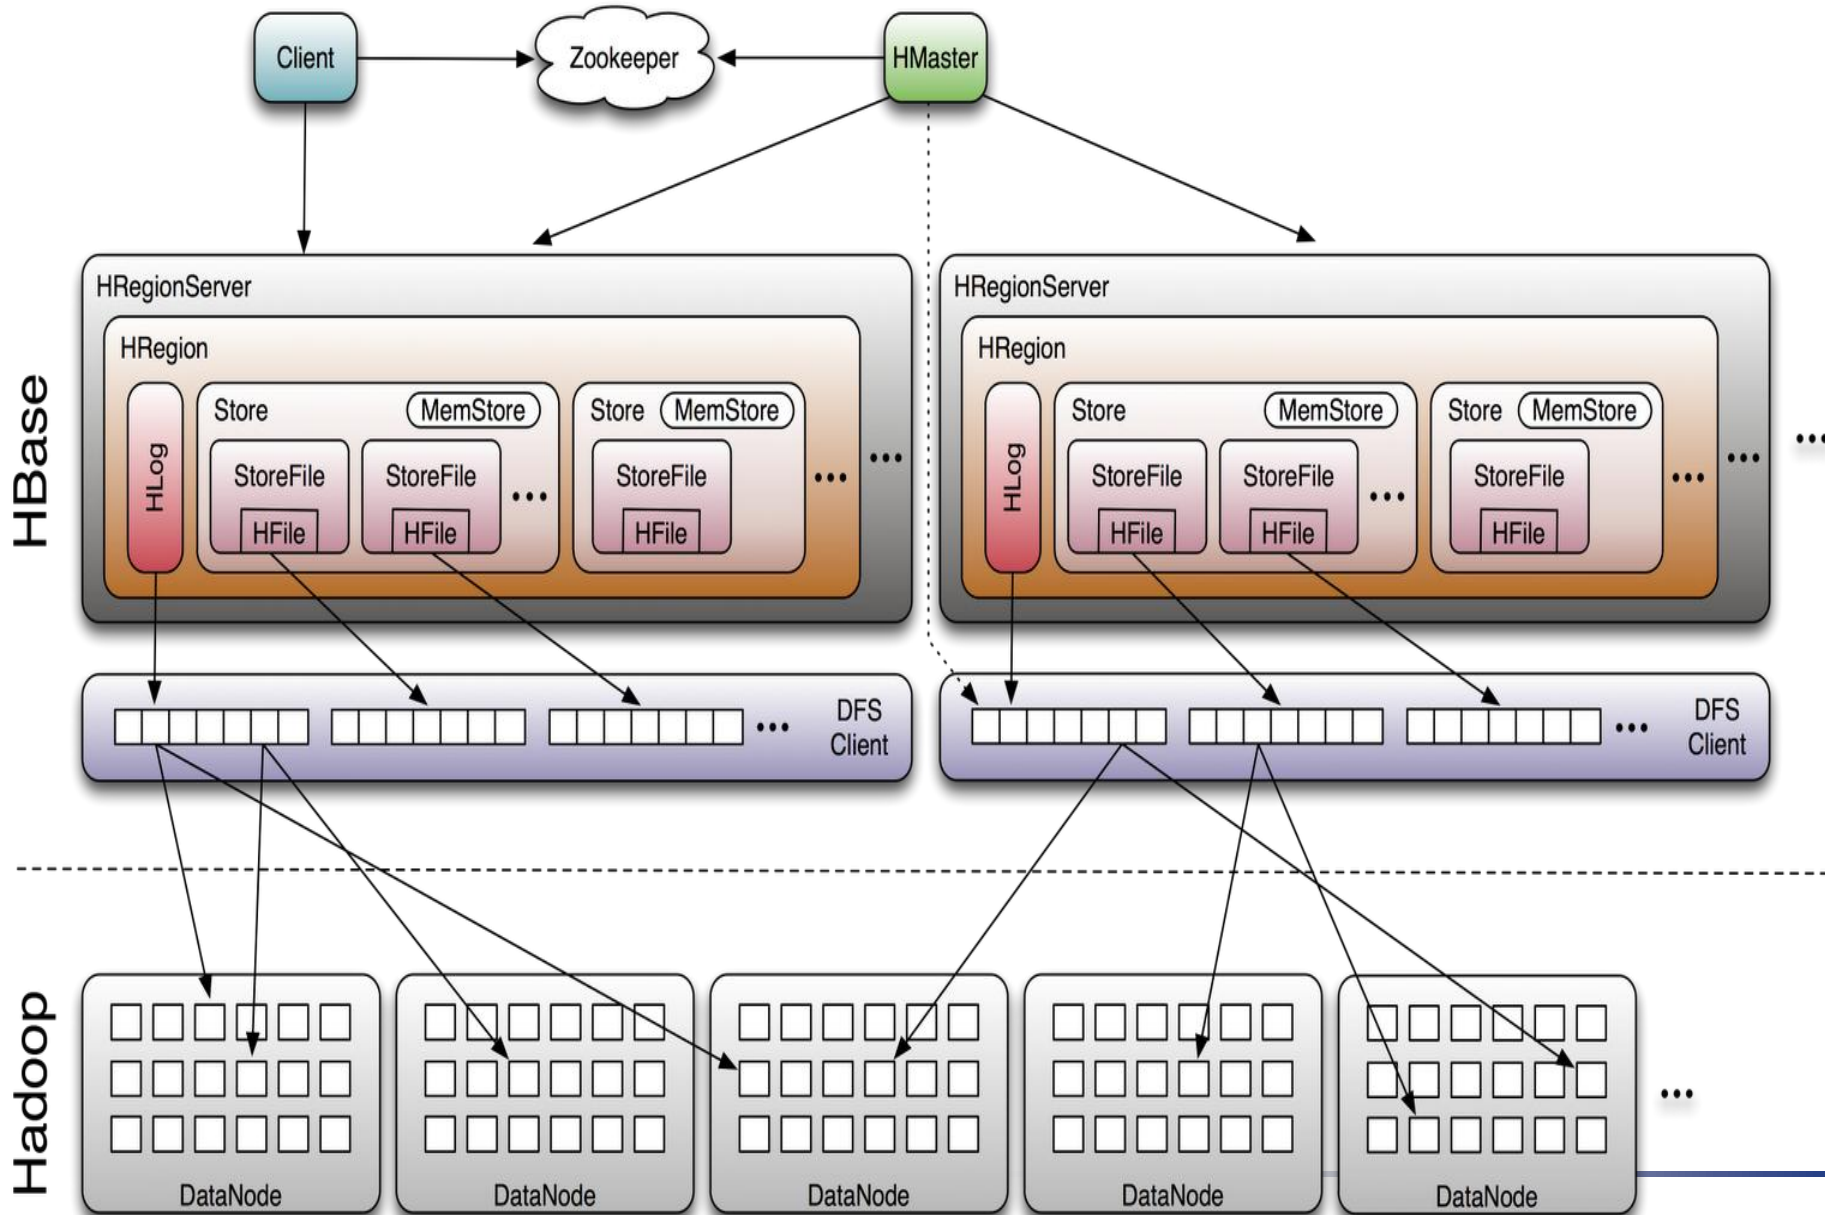 Client
Zookeeper
HMaster
HBase
HRegionServer
HRegion
HLog
Store
MemStore
StoreFile
HFile
StoreFile
HFile
...
Store
MemStore
StoreFile
HFile
...
...
HRegionServer
HRegion
HLog
Store
MemStore
StoreFile
HFile
StoreFile
HFile
...
Store
MemStore
StoreFile
HFile
...
...
...
...
DFS
Client
...
DFS
Client
Hadoop
DataNode
DataNode
DataNode
DataNode
DataNode
...